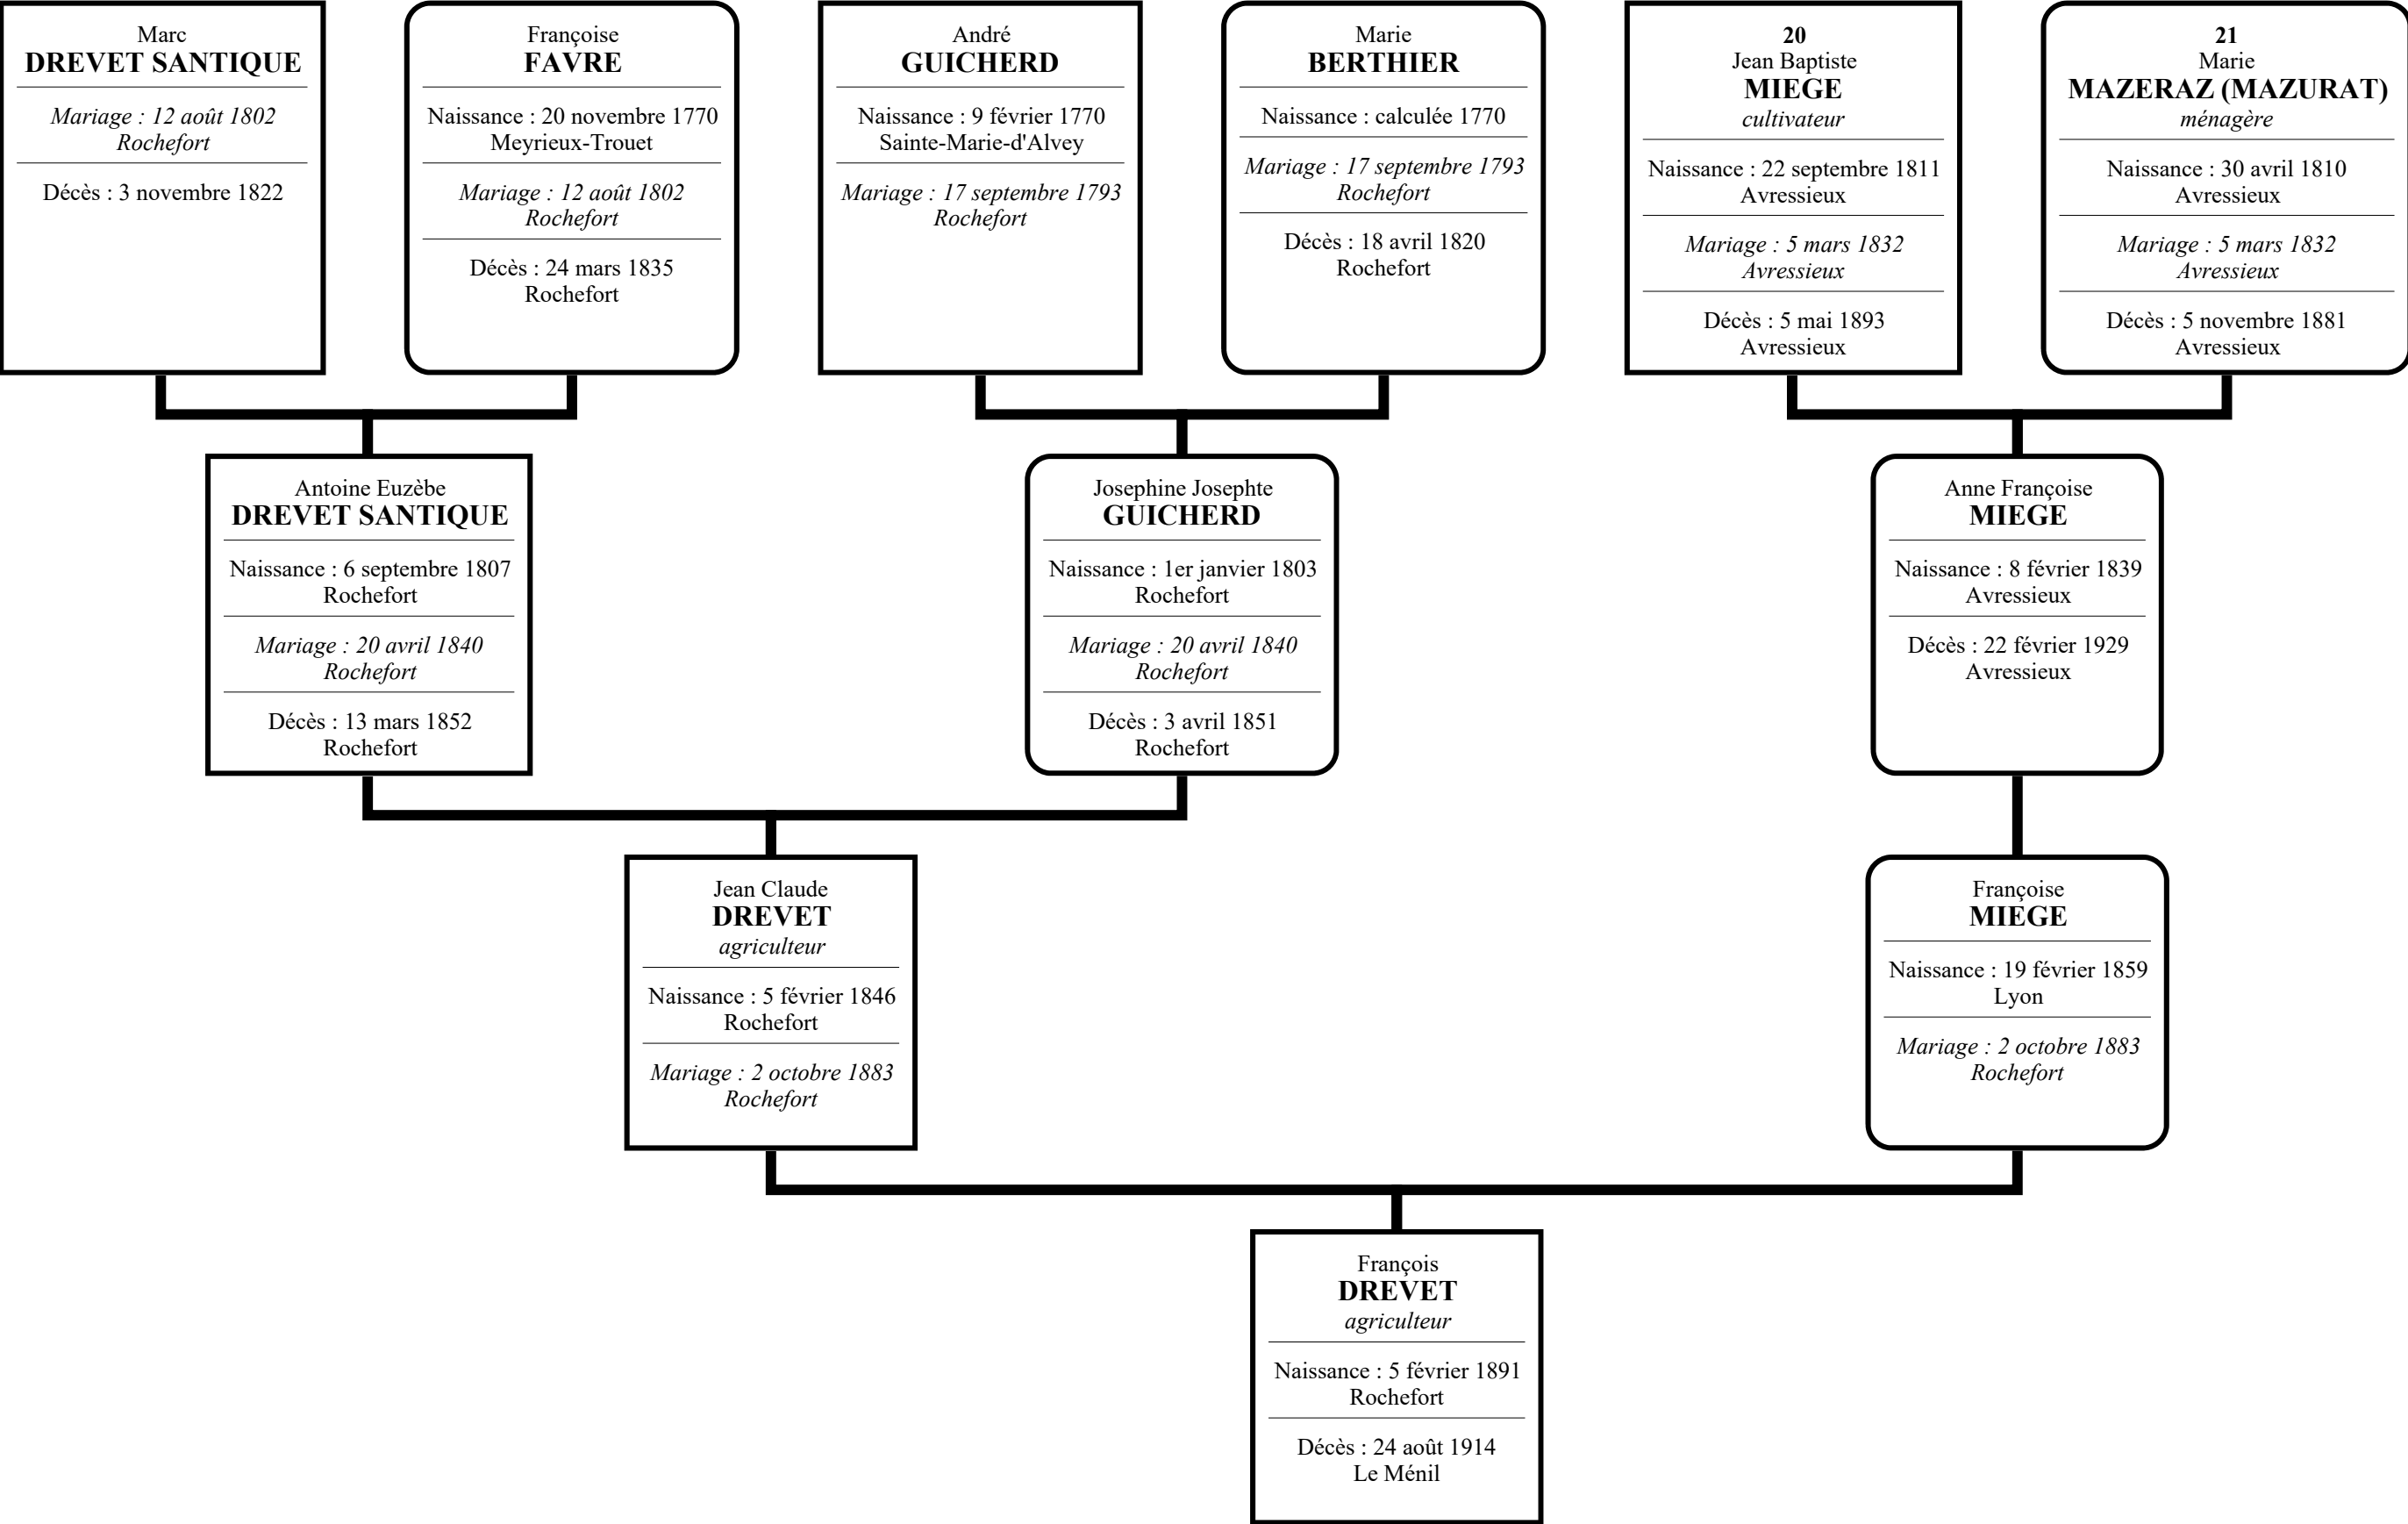 Marc
DREVET SANTIQUE
Mariage : 12 août 1802
Rochefort
Décès : 3 novembre 1822
Françoise
FAVRE
Naissance : 20 novembre 1770
Meyrieux-Trouet
Mariage : 12 août 1802
Rochefort
Décès : 24 mars 1835
Rochefort
André
GUICHERD
Naissance : 9 février 1770
Sainte-Marie-d'Alvey
Mariage : 17 septembre 1793
Rochefort
Marie
BERTHIER
Naissance : calculée 1770
Mariage : 17 septembre 1793
Rochefort
Décès : 18 avril 1820
Rochefort
20
Jean Baptiste
MIEGE
cultivateur
Naissance : 22 septembre 1811
Avressieux
Mariage : 5 mars 1832
Avressieux
Décès : 5 mai 1893
Avressieux
21
Marie
MAZERAZ (MAZURAT)
ménagère
Naissance : 30 avril 1810
Avressieux
Mariage : 5 mars 1832
Avressieux
Décès : 5 novembre 1881
Avressieux
Antoine Euzèbe
DREVET SANTIQUE
Naissance : 6 septembre 1807
Rochefort
Mariage : 20 avril 1840
Rochefort
Décès : 13 mars 1852
Rochefort
Josephine Josephte
GUICHERD
Naissance : 1er janvier 1803
Rochefort
Mariage : 20 avril 1840
Rochefort
Décès : 3 avril 1851
Rochefort
Anne Françoise
MIEGE
Naissance : 8 février 1839
Avressieux
Décès : 22 février 1929
Avressieux
Jean Claude
DREVET
agriculteur
Naissance : 5 février 1846
Rochefort
Mariage : 2 octobre 1883
Rochefort
Françoise
MIEGE
Naissance : 19 février 1859
Lyon
Mariage : 2 octobre 1883
Rochefort
François
DREVET
agriculteur
Naissance : 5 février 1891
Rochefort
Décès : 24 août 1914
Le Ménil